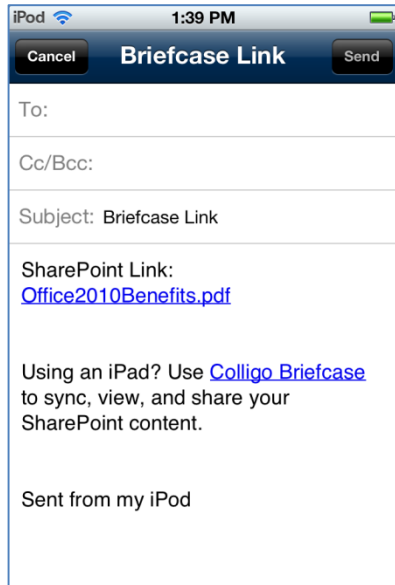 iPod 1:39 PM
Cancel Briefcase Link Send
To:
Cc/Bcc:
Subject: Briefcase Link
SharePoint Link:
Office2010Benefits.pdf
Using an iPad? Use Colligo Briefcase
to sync, view, and share your
SharePoint content.
Sent from my iPod